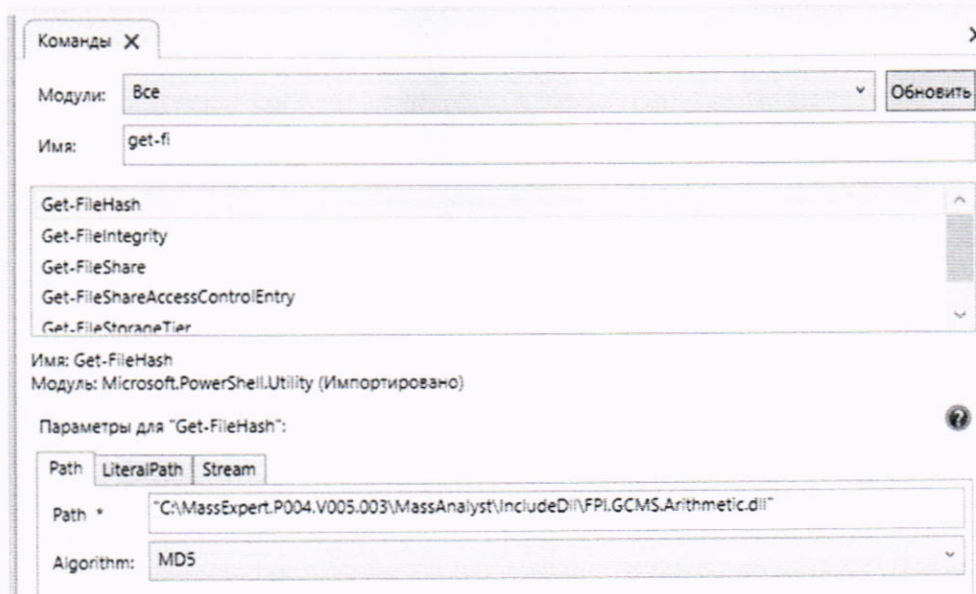 Команды X
Модули: Все Обновить
Имя: get-fi
Get-FileHash
Get-FileIntegrity
Get-FileShare
Get-FileShareAccessControlEntry
Get-FileStorageTier
Имя: Get-FileHash
Модуль: Microsoft.PowerShell.Utility (Импортировано)
Параметры для "Get-FileHash":
Path LiteralPath Stream
Path * "C:\MassExpert.P004.V005.003\MassAnalyst\IncludeDll\FPI.GCMS.Arithmetic.dll"
Algorithm: MD5